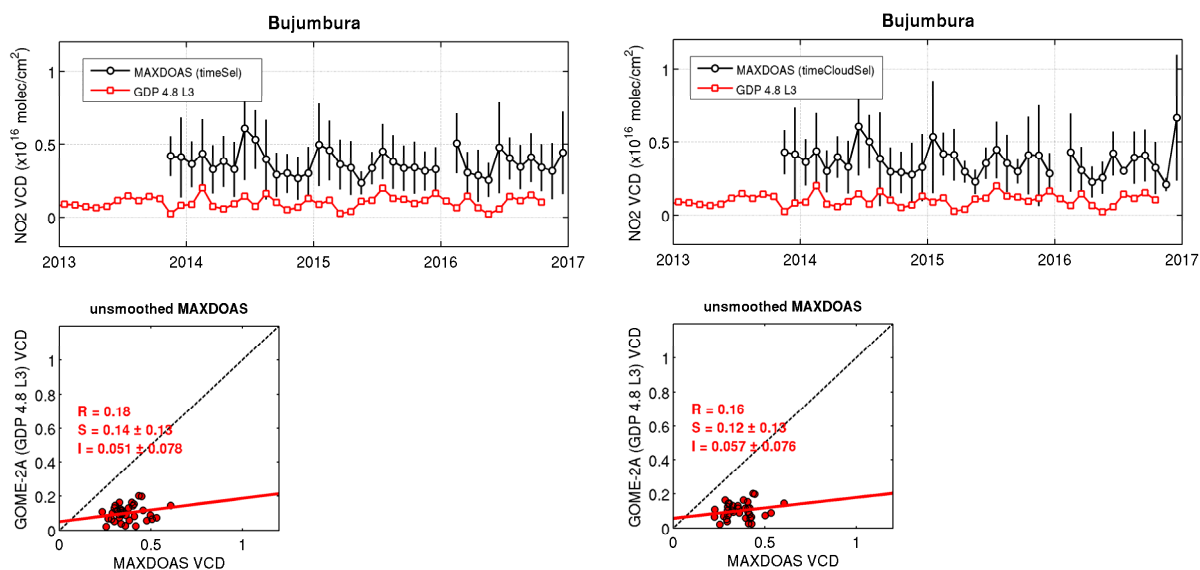 Bujumbura
NO2 VCD (x10^16 molec/cm^2)
1
0.5
0
MAXDOAS (timeSel)
GDP 4.8 L3
2013 2014 2015 2016 2017
Bujumbura
NO2 VCD (x10^16 molec/cm^2)
1
0.5
0
MAXDOAS (timeCloudSel)
GDP 4.8 L3
2013 2014 2015 2016 2017
unsmoothed MAXDOAS
GOME-2A (GDP 4.8 L3) VCD
1
0.8
0.6
0.4
0.2
0
R = 0.18
S = 0.14 ± 0.13
I = 0.051 ± 0.078
0 0.5 1
MAXDOAS VCD
unsmoothed MAXDOAS
GOME-2A (GDP 4.8 L3) VCD
1
0.8
0.6
0.4
0.2
0
R = 0.16
S = 0.12 ± 0.13
I = 0.057 ± 0.076
0 0.5 1
MAXDOAS VCD